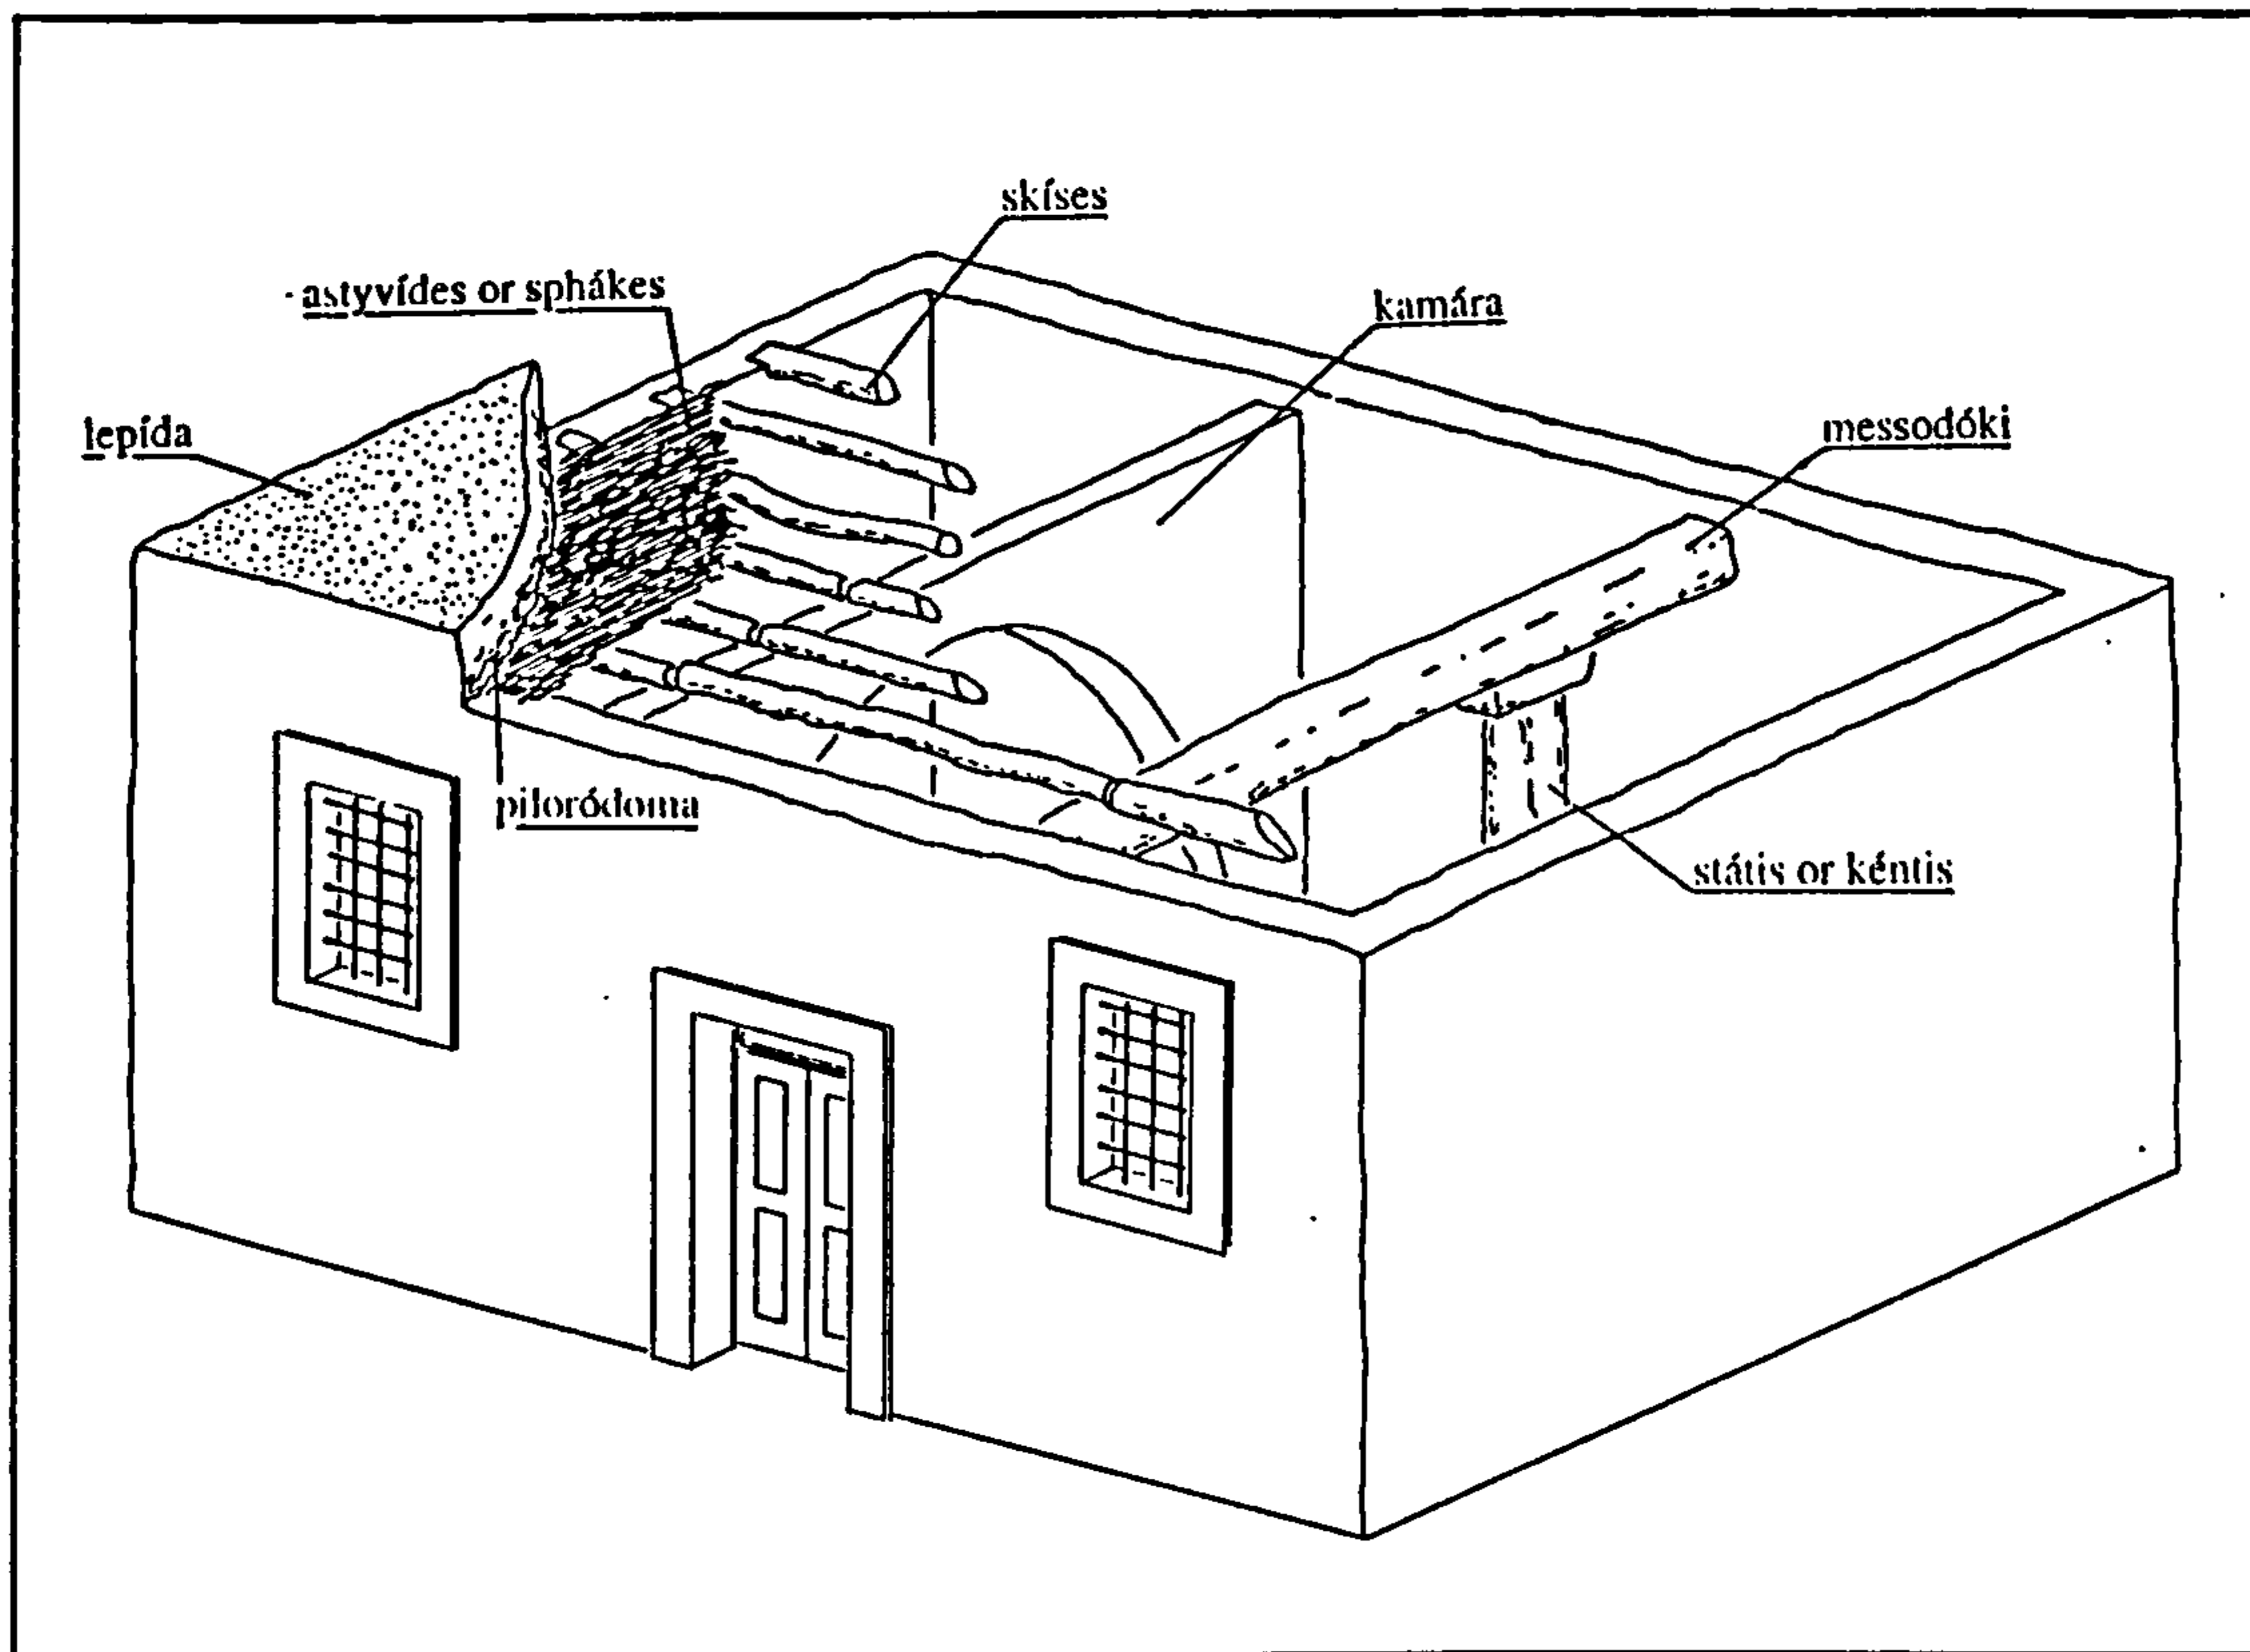 skíses
astyvídes or sphákes
kamára
lepída
messodóki
piloródoma
státis or kéntis